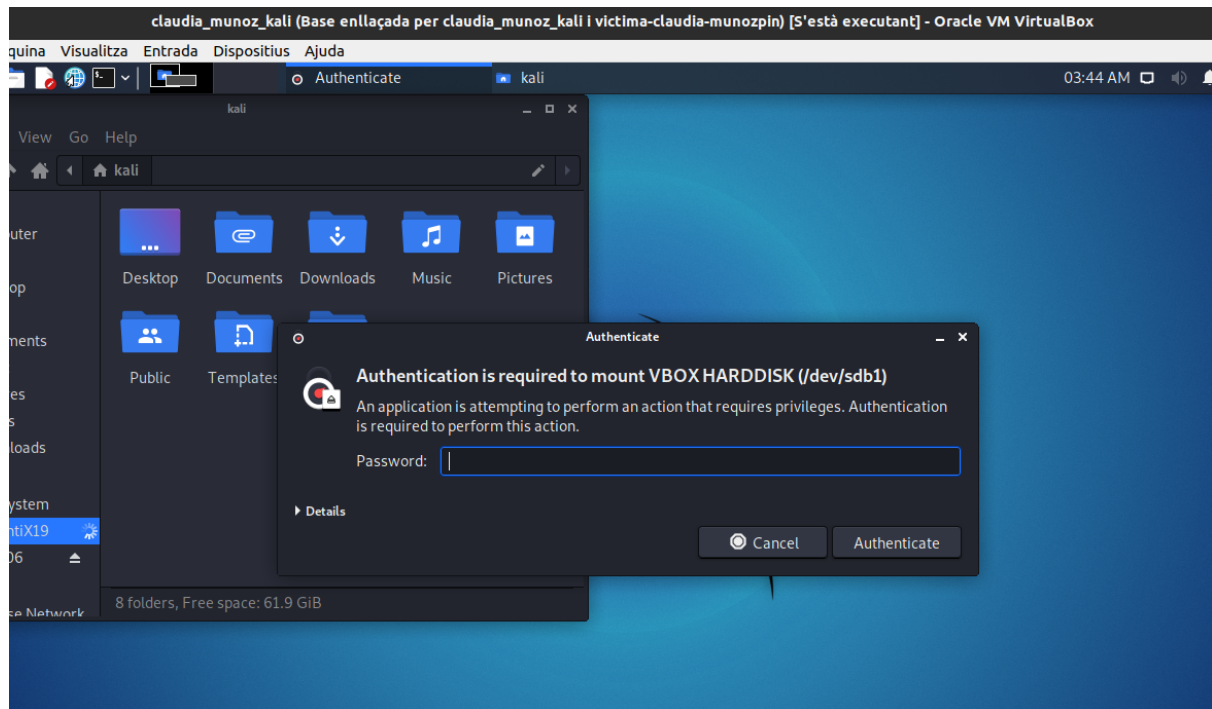 claudia_munoz_kali (Base enllaçada per claudia_munoz_kali i victima-claudia-munozpin) [S'està executant] - Oracle VM VirtualBox
quina Visualitza Entrada Dispositius Ajuda
Authenticate
kali
03:44 AM
kali
View Go Help
kali
uter
op
ments
es
s
loads
ystem
ntiX19
06
se Network
Desktop Documents Downloads Music Pictures
Public Templates
8 folders, Free space: 61.9 GiB
Authenticate
Authentication is required to mount VBOX HARDDISK (/dev/sdb1)
An application is attempting to perform an action that requires privileges. Authentication
is required to perform this action.
Password:
Details
Cancel Authenticate